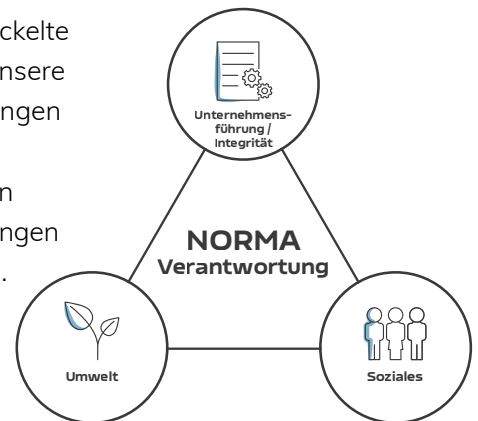 ckelte
nsere
ngen
n
ngen
.
Unternehmens-
führung /
Integrität
NORMA
Verantwortung
Umwelt
Soziales